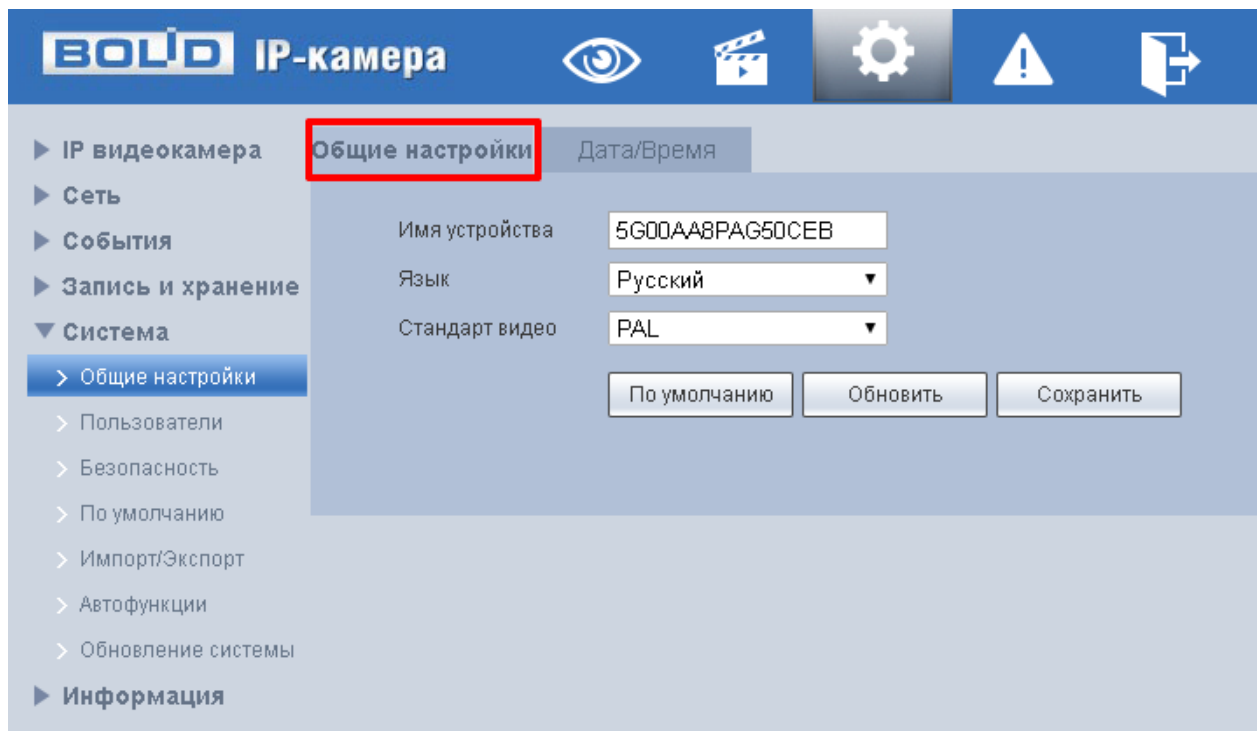 BOLID IP-камера
IP видеокамера
Сеть
События
Запись и хранение
Система
Общие настройки
Пользователи
Безопасность
По умолчанию
Импорт/Экспорт
Автофункции
Обновление системы
Информация
Общие настройки Дата/Время
Имя устройства 5G00AA8PAG50CEB
Язык Русский
Стандарт видео PAL
По умолчанию Обновить Сохранить